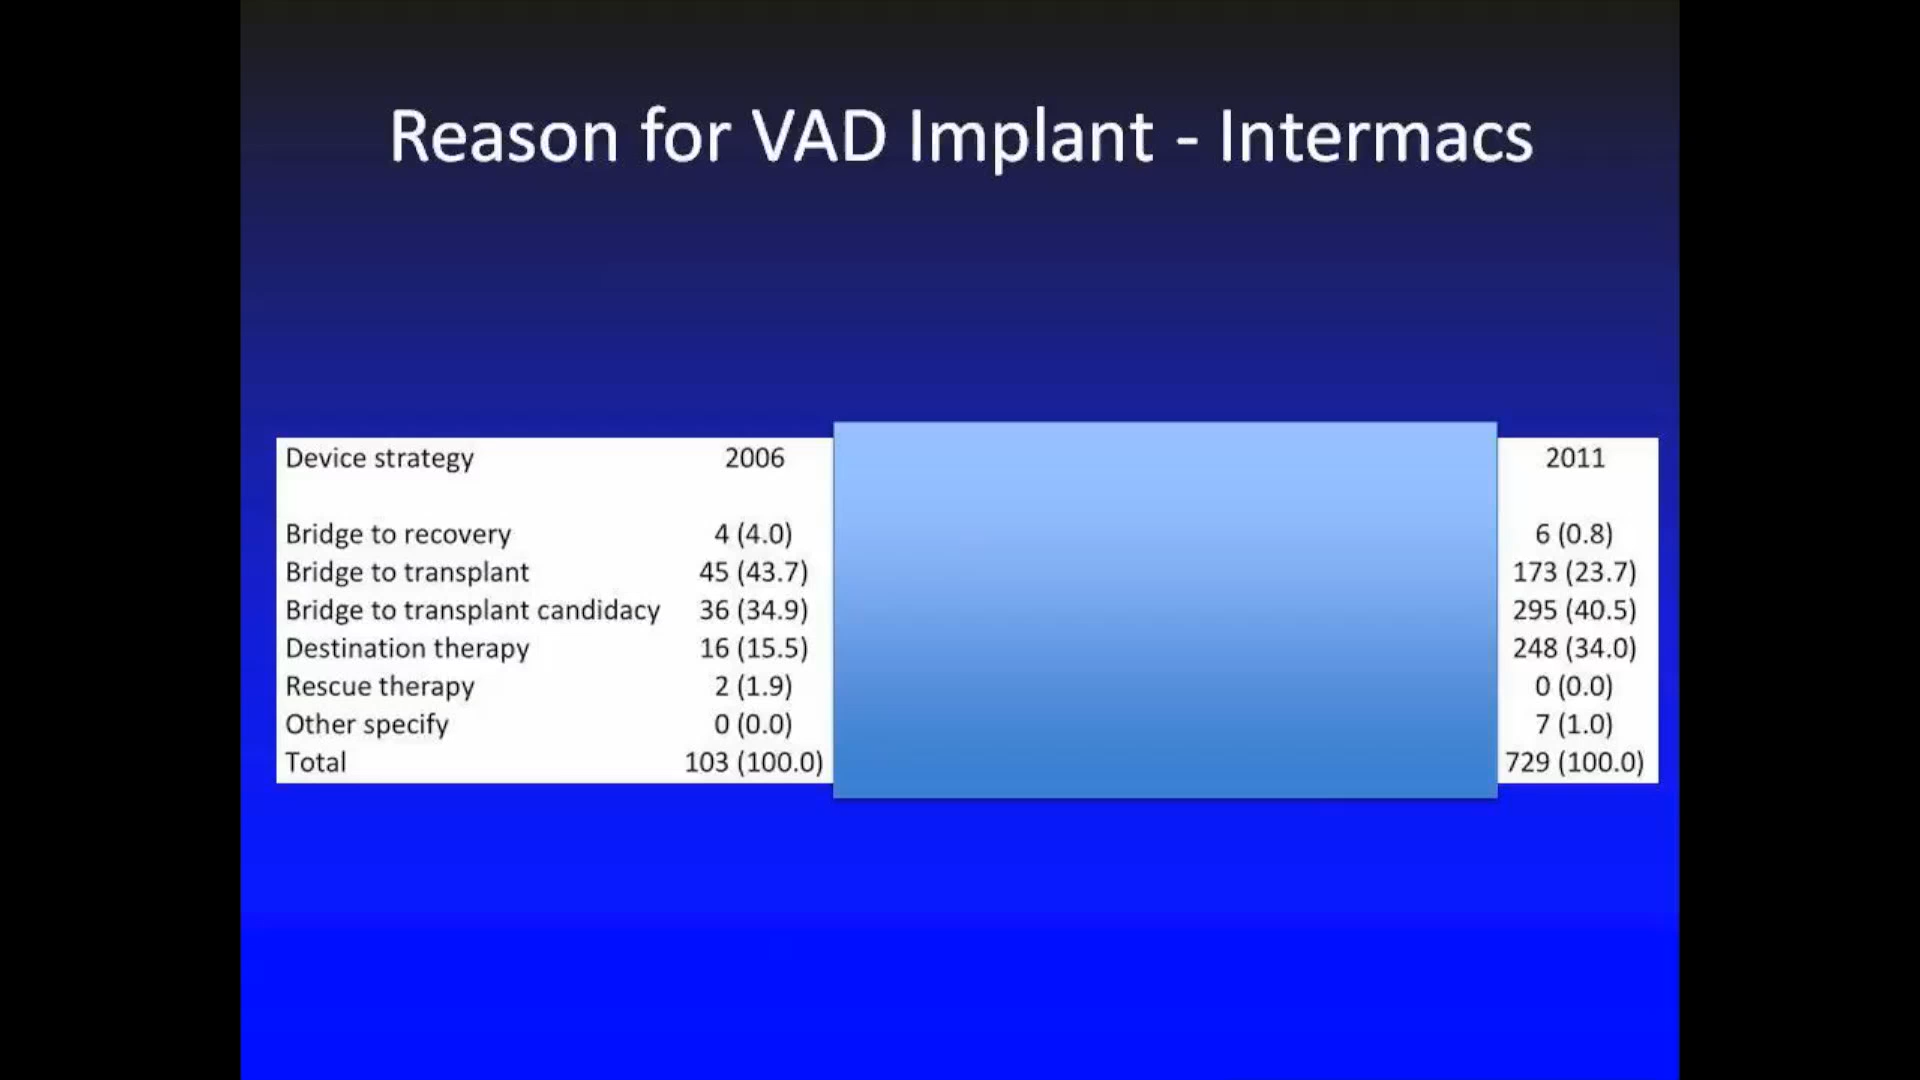 Reason for VAD Implant - Intermacs
Device strategy 2006 2011
Bridge to recovery 4 (4.0) 6 (0.8)
Bridge to transplant 45 (43.7) 173 (23.7)
Bridge to transplant candidacy 36 (34.9) 295 (40.5)
Destination therapy 16 (15.5) 248 (34.0)
Rescue therapy 2 (1.9) 0 (0.0)
Other specify 0 (0.0) 7 (1.0)
Total 103 (100.0) 729 (100.0)